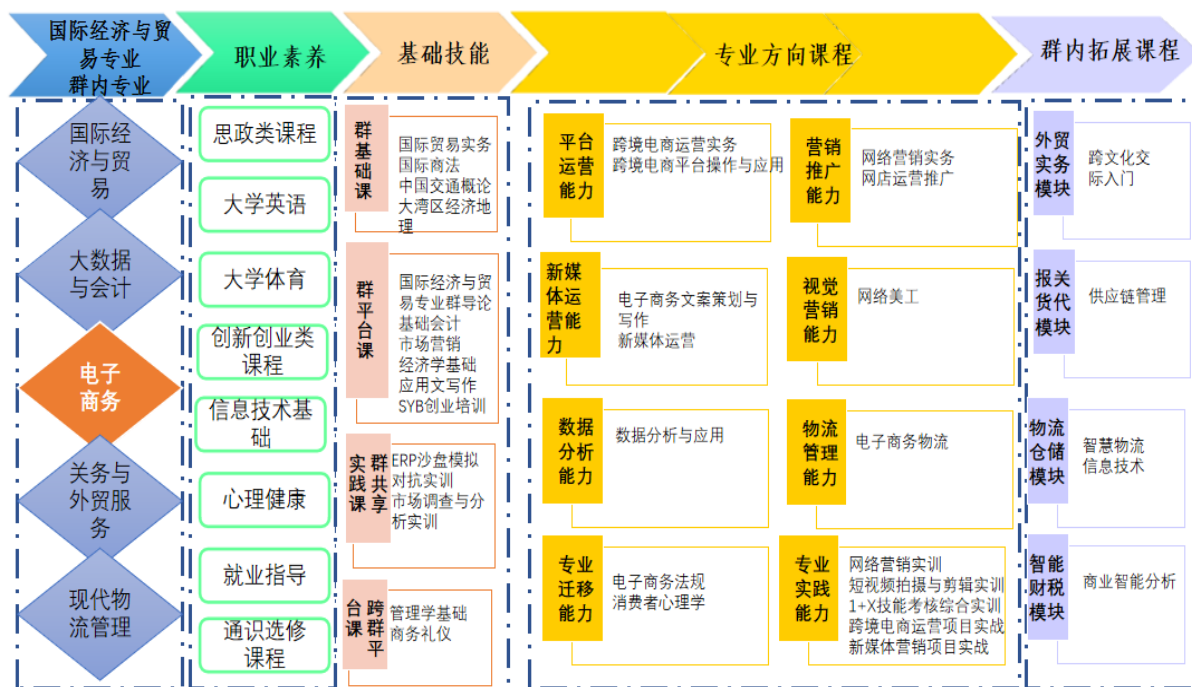 国际经济与贸
易专业
群内专业
职业素养
基础技能
专业方向课程
群内拓展课程
国际经
济与贸
易
大数据
与会计
电子
商务
关务与
外贸服
务
现代物
流管理
思政类课程
大学英语
大学体育
创新创业类
课程
信息技术基
础
心理健康
就业指导
通识选修
课程
群基础课
国际贸易实务
国际商法
中国交通概论
大湾区经济地
理
群平台课
国际经济与贸
易专业群导论
基础会计
市场营销
经济学基础
应用文写作
SYB创业培训
群共享
实践课
ERP沙盘模拟
对抗实训
市场调查与分
析实训
跨群平
台课
管理学基础
商务礼仪
平台
运营
能力
跨境电商运营实务
跨境电商平台操作与应用
营销
推广
能力
网络营销实务
网店运营推广
新媒
体运
营能
力
电子商务文案策划与
写作
新媒体运营
视觉
营销
能力
网络美工
数据
分析
能力
数据分析与应用
物流
管理
能力
电子商务物流
专业
迁移
能力
电子商务法规
消费者心理学
专业
实践
能力
网络营销实训
短视频拍摄与剪辑实训
1+X技能考核综合实训
跨境电商运营项目实战
新媒体营销项目实战
外贸
实务
模块
跨文化交
际入门
报关
货代
模块
供应链管理
物流
仓储
模块
智慧物流
信息技术
智能
财税
模块
商业智能分析